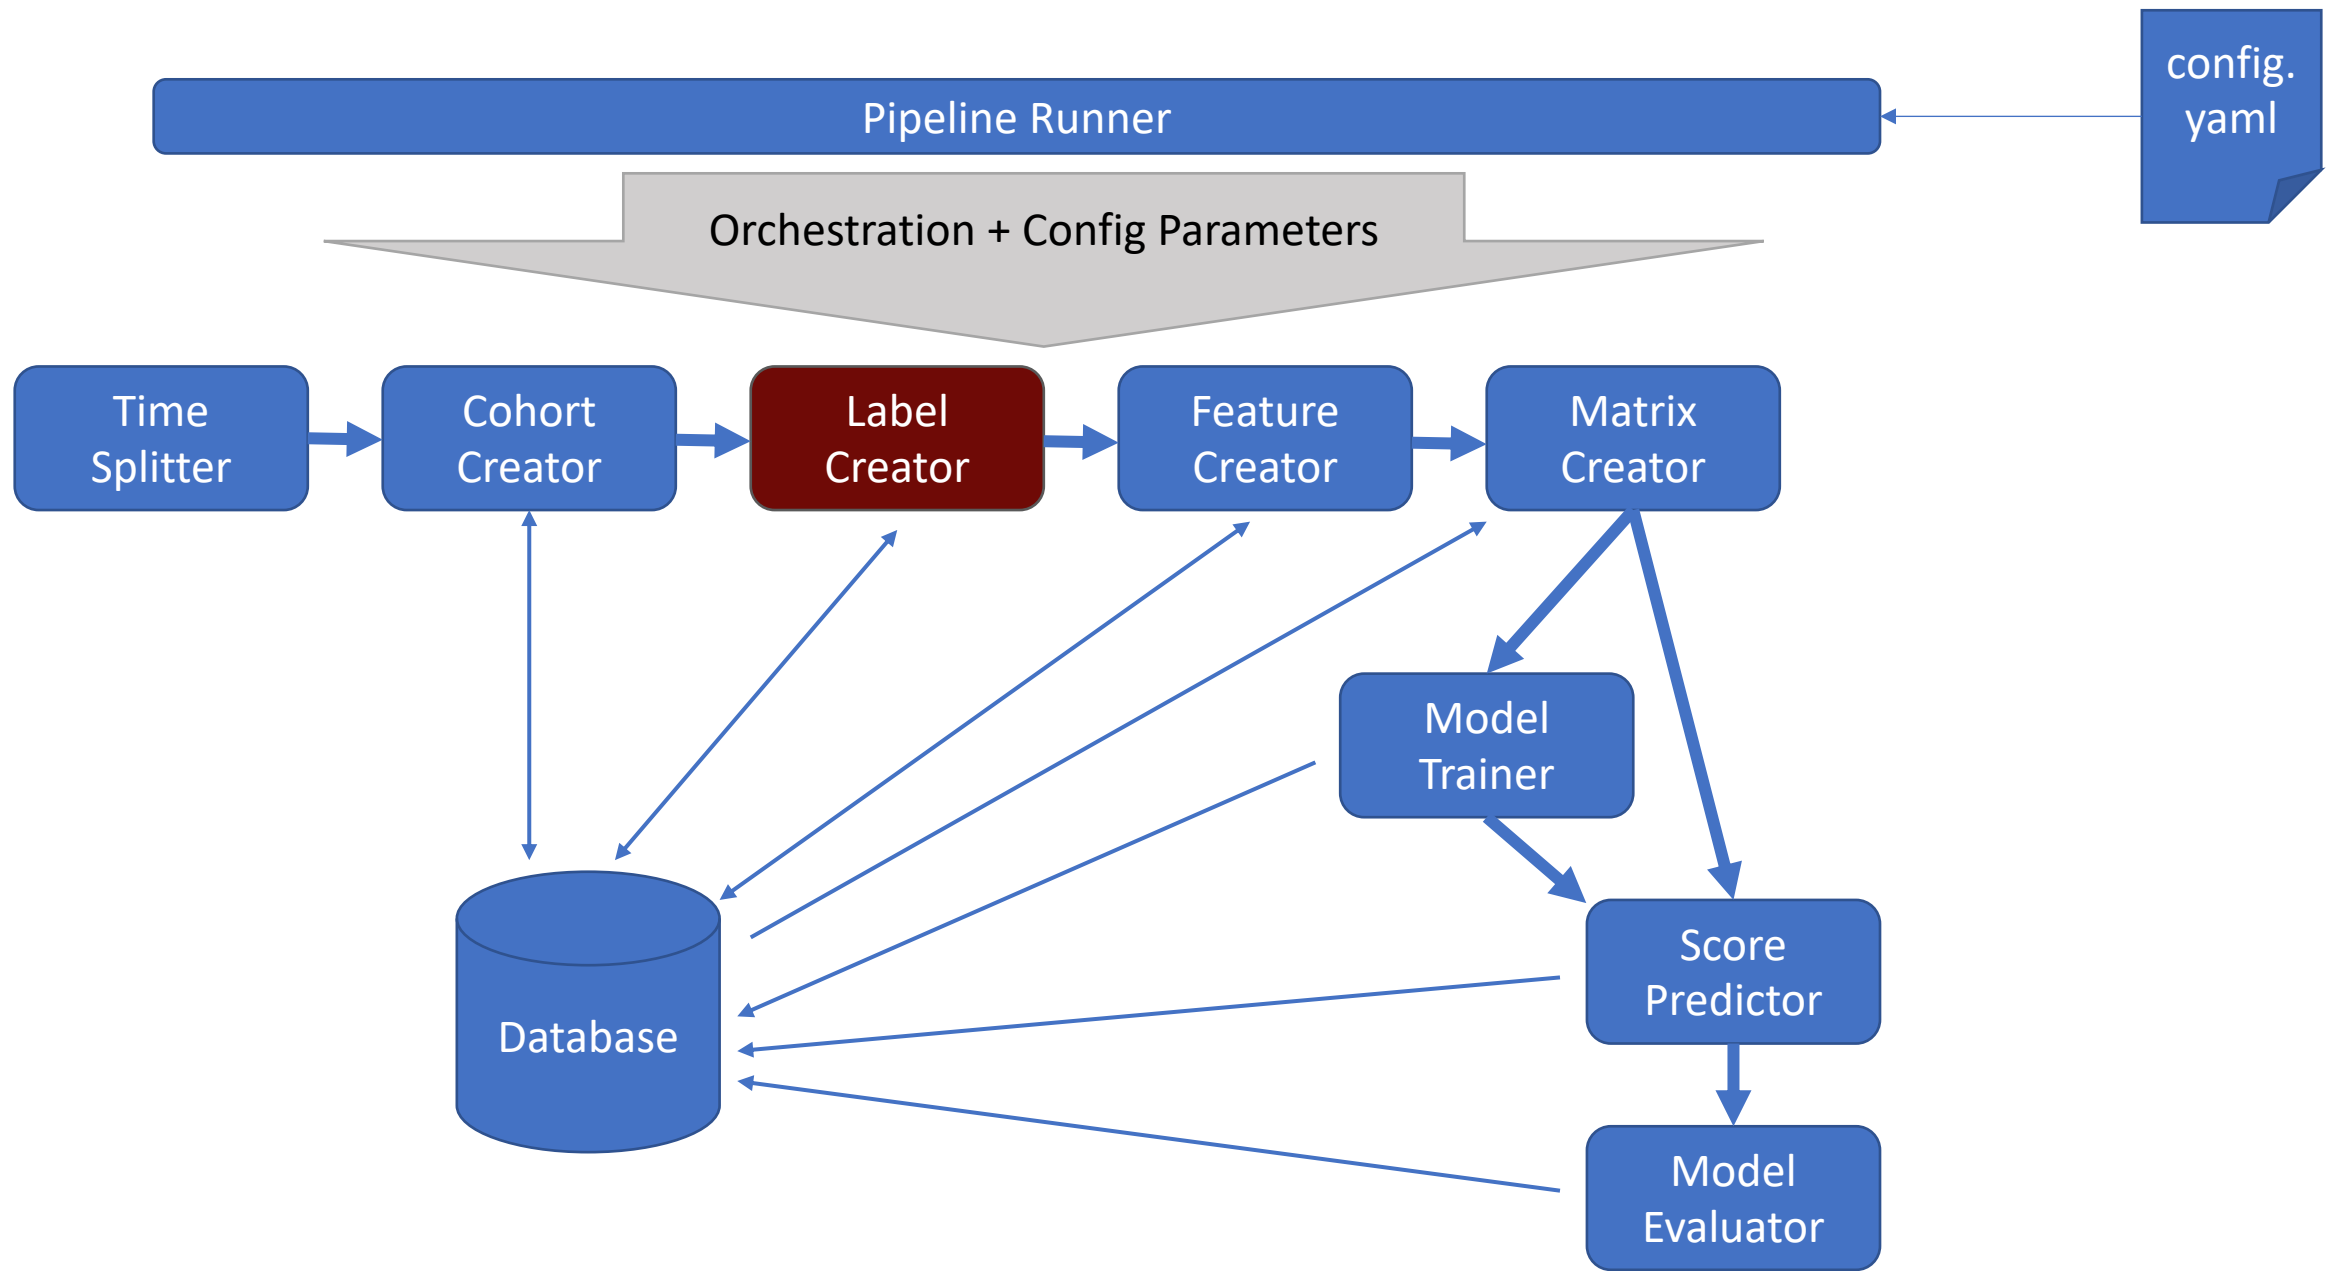 config.
yaml
Pipeline Runner
Orchestration + Config Parameters
Time
Splitter
Cohort
Creator
Label
Creator
Feature
Creator
Matrix
Creator
Model
Trainer
Score
Predictor
Database
Model
Evaluator